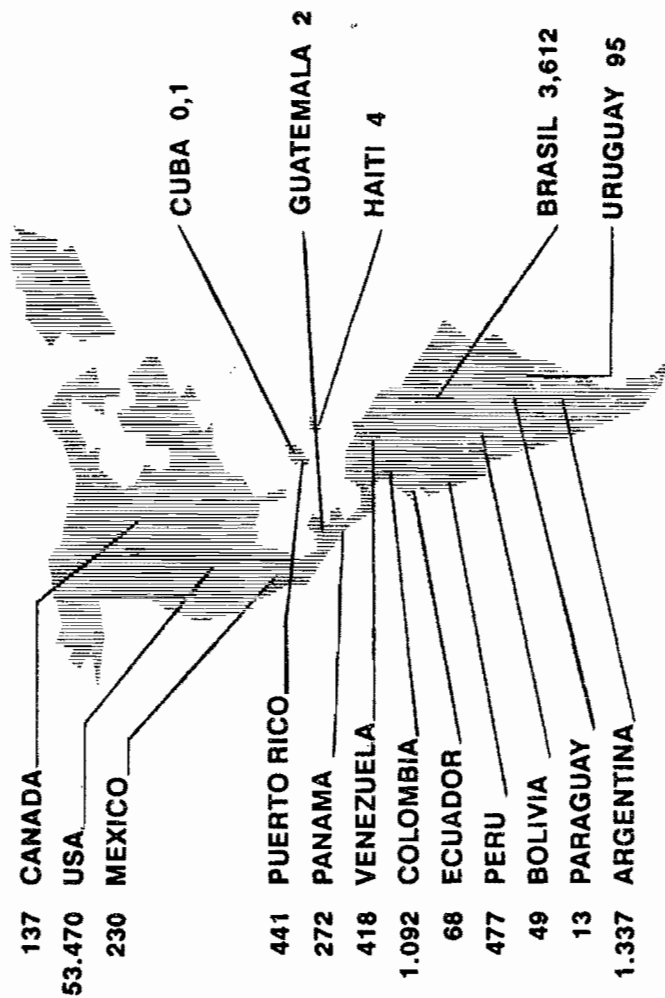 137 CANADA
53.470 USA
230 MEXICO
441 PUERTO RICO
272 PANAMA
418 VENEZUELA
1.092 COLOMBIA
68 ECUADOR
477 PERU
49 BOLIVIA
13 PARAGUAY
1.337 ARGENTINA
CUBA 0,1
GUATEMALA 2
HAITI 4
BRASIL 3,612
URUGUAY 95